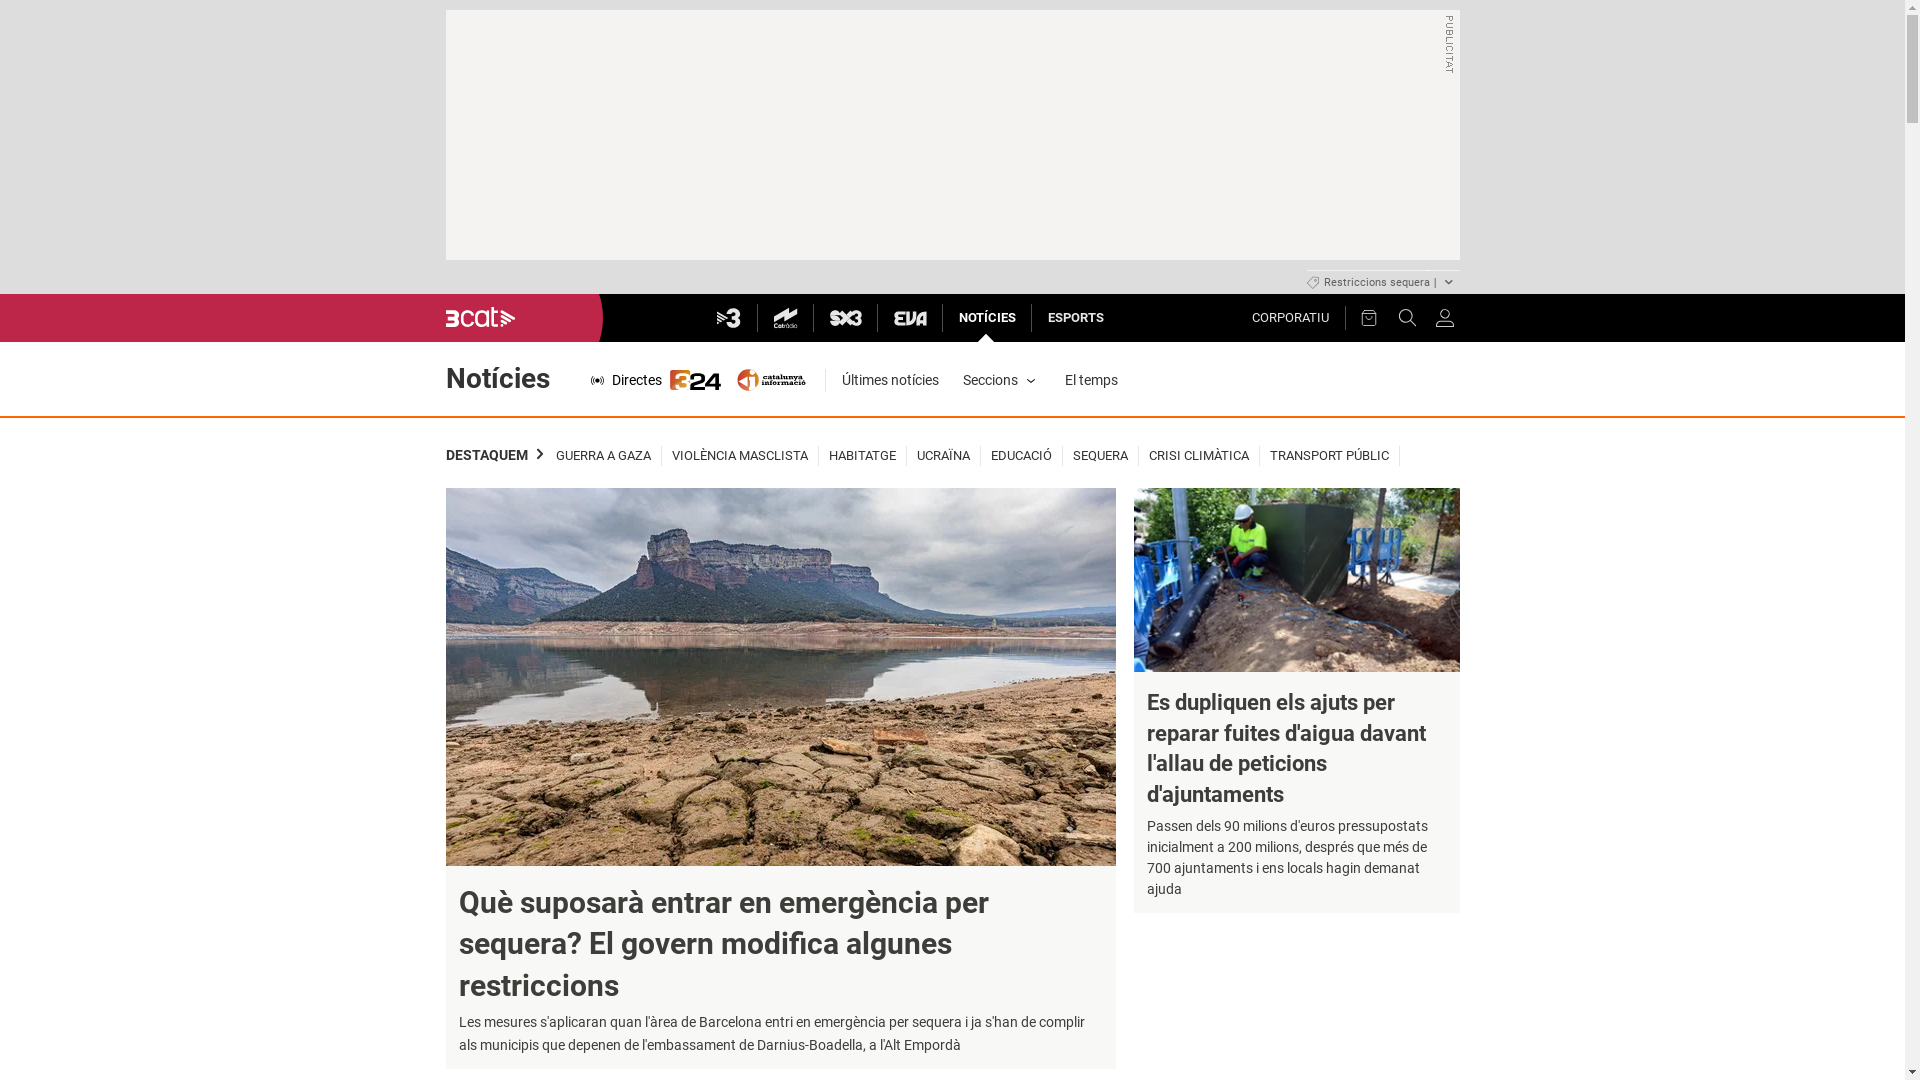 PUBLICITAT
Restriccions sequera |
3cat
3
Catràdio
SX3
EVA
NOTÍCIES
ESPORTS
CORPORATIU
Notícies
Directes
324
catalunya
informació
Últimes notícies
Seccions
El temps
DESTAQUEM
GUERRA A GAZA
VIOLÈNCIA MASCLISTA
HABITATGE
UCRAÏNA
EDUCACIÓ
SEQUERA
CRISI CLIMÀTICA
TRANSPORT PÚBLIC
Què suposarà entrar en emergència per
sequera? El govern modifica algunes
restriccions
Les mesures s'aplicaran quan l'àrea de Barcelona entri en emergència per sequera i ja s'han de complir
als municipis que depenen de l'embassament de Darnius-Boadella, a l'Alt Empordà
Es dupliquen els ajuts per
reparar fuites d'aigua davant
l'allau de peticions
d'ajuntaments
Passen dels 90 milions d'euros pressupostats
inicialment a 200 milions, després que més de
700 ajuntaments i ens locals hagin demanat
ajuda